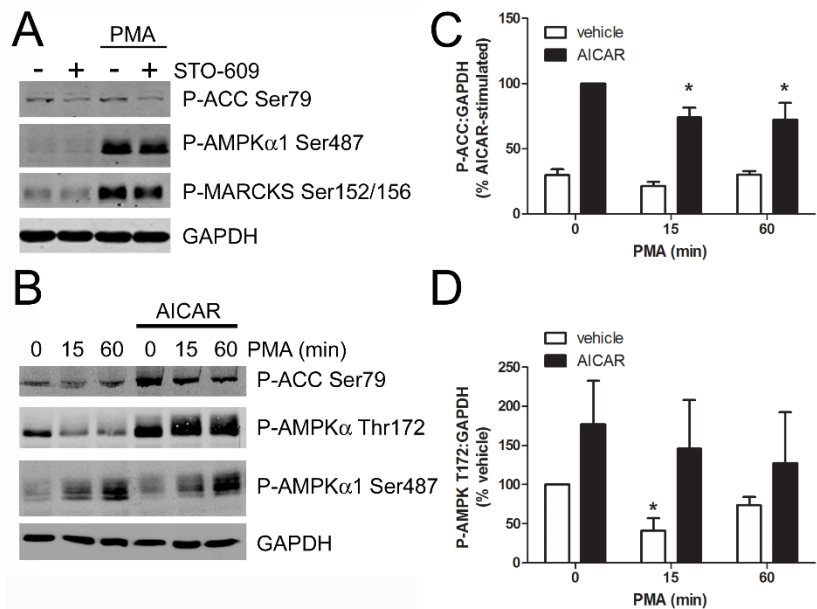 A
PMA
- + - +
STO-609
P-ACC Ser79
P-AMPKα1 Ser487
P-MARCKS Ser152/156
GAPDH
B
AICAR
0 15 60 0 15 60 PMA (min)
P-ACC Ser79
P-AMPKα Thr172
P-AMPKα1 Ser487
GAPDH
C
vehicle
AICAR
P-ACC:GAPDH
(% AICAR-stimulated)
150
100
50
0
* *
0 15 60
PMA (min)
D
vehicle
AICAR
P-AMPK T172:GAPDH
(% vehicle)
250
200
150
100
50
0
*
0 15 60
PMA (min)